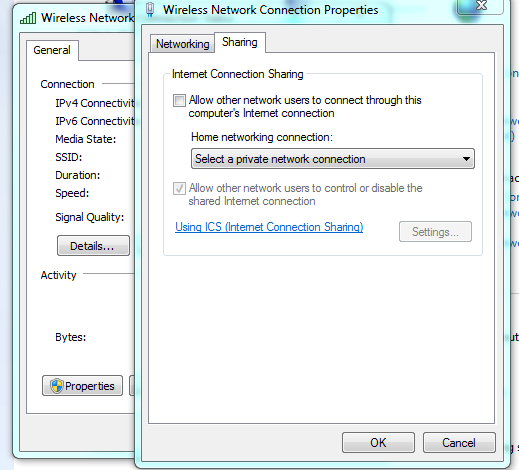 Wireless Network
General
Connection
IPv4 Connectivit
IPv6 Connectivit
Media State:
SSID:
Duration:
Speed:
Signal Quality:
Details...
Activity
Bytes:
Properties
Wireless Network Connection Properties
Networking
Sharing
Internet Connection Sharing
Allow other network users to connect through this
computer's Internet connection
Home networking connection:
Select a private network connection
Allow other network users to control or disable the
shared Internet connection
Using ICS (Internet Connection Sharing)
Settings...
OK
Cancel